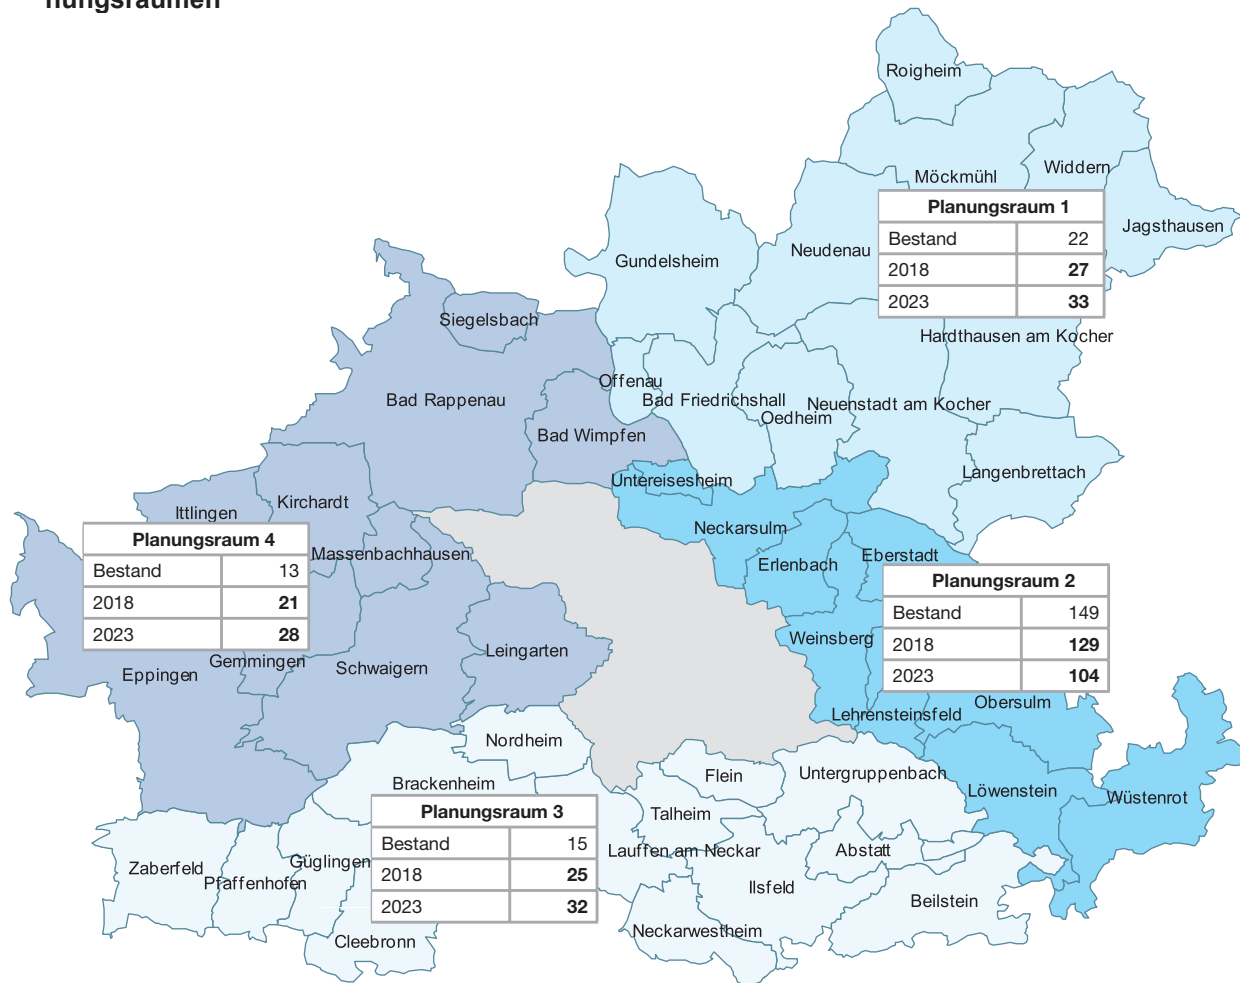 nungsräumen
Roigheim
Möckmühl
Widdern
Jagsthausen
Planungsraum 1
Bestand 22
2018 27
2023 33
Gundelsheim
Neudenau
Hardthausen am Kocher
Siegelsbach
Offenau
Bad Rappenau
Bad Friedrichshall
Neuenstadt am Kocher
Oedheim
Bad Wimpfen
Langenbrettach
Untereisesheim
Kirchardt
Ittlingen
Neckarsulm
Massenbachhausen
Eberstadt
Erlenbach
Planungsraum 4
Bestand 13
2018 21
2023 28
Planungsraum 2
Bestand 149
2018 129
2023 104
Weinsberg
Leingarten
Gemmingen
Schwaigern
Eppingen
Obersulm
Lehrensteinsfeld
Nordheim
Flein
Untergruppenbach
Brackenheim
Löwenstein
Wüstenrot
Planungsraum 3
Bestand 15
2018 25
2023 32
Talheim
Lauffen am Neckar
Abstatt
Güglingen
Zaberfeld
Pfaffenhofen
Ilsfeld
Beilstein
Neckarwestheim
Cleebronn